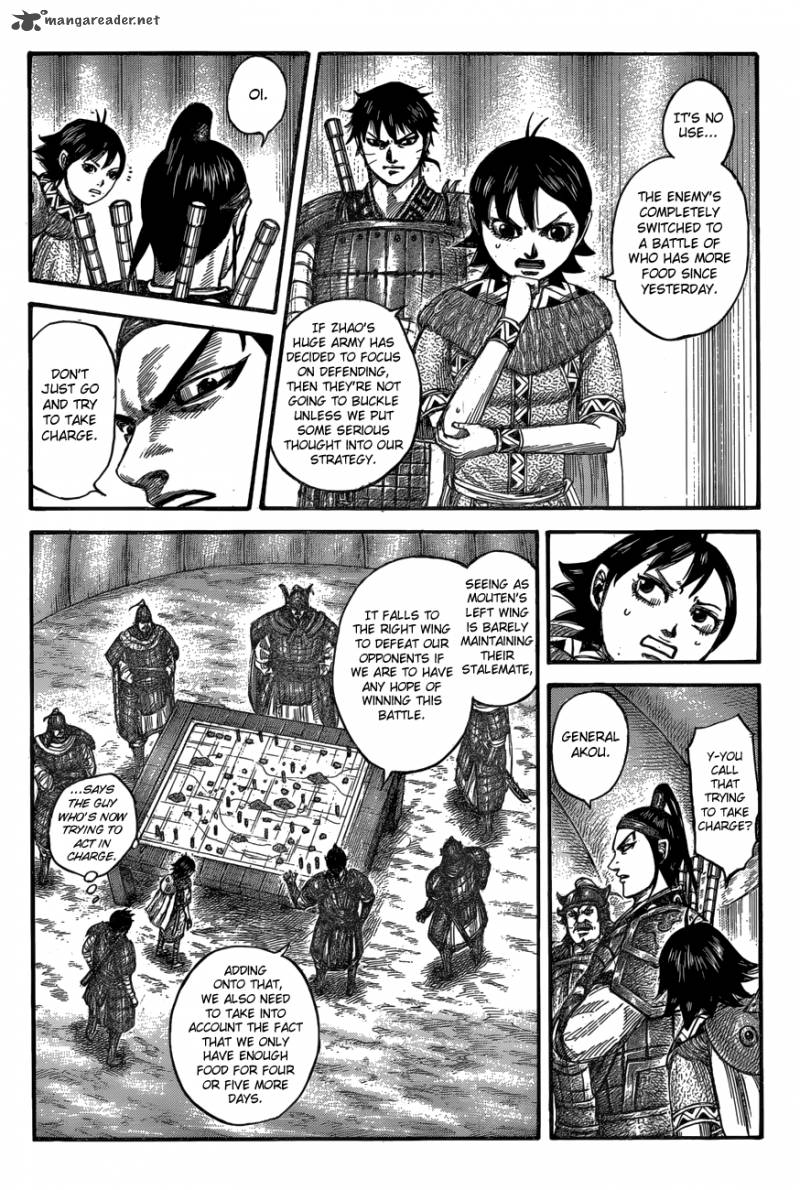 mangareader.net
IT'S NO
USE...
THE ENEMY'S
COMPLETELY
SWITCHED TO
A BATTLE OF
WHO HAS MORE
FOOD SINCE
YESTERDAY.
IF ZHAO'S
HUGE ARMY HAS
DECIDED TO FOCUS
ON DEFENDING,
THEN THEY'RE NOT
GOING TO BUCKLE
UNLESS WE PUT
SOME SERIOUS
THOUGHT INTO OUR
STRATEGY.
OI.
DON'T
JUST GO
AND TRY
TO TAKE
CHARGE.
Y-YOU
CALL
THAT
TRYING
TO TAKE
CHARGE?
GENERAL
AKOU.
SEEING AS
MOUTEN'S
LEFT WING
IS BARELY
MAINTAINING
THEIR
STALEMATE,
IT FALLS TO
THE RIGHT WING
TO DEFEAT OUR
OPPONENTS IF
WE ARE TO HAVE
ANY HOPE OF
WINNING THIS
BATTLE.
...SAYS
THE GUY
WHO'S NOW
TRYING TO
ACT IN
CHARGE.
ADDING
ONTO THAT,
WE ALSO NEED
TO TAKE INTO
ACCOUNT THE FACT
THAT WE ONLY
HAVE ENOUGH
FOOD FOR FOUR
OR FIVE MORE
DAYS.